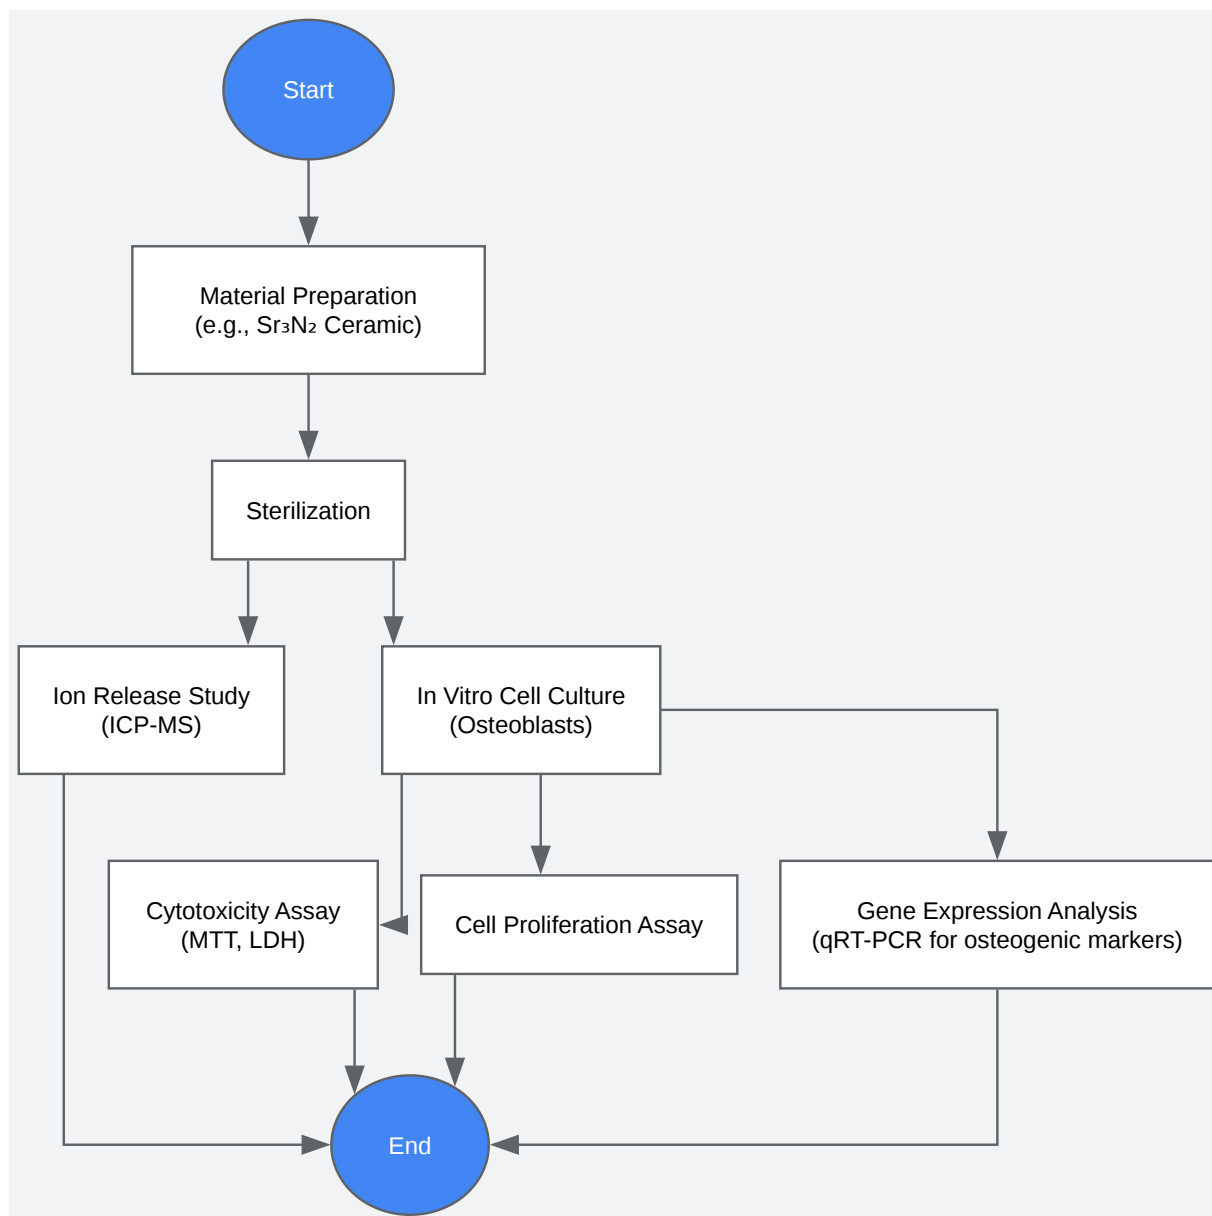 Start
Material Preparation
(e.g., Sr₃N₂ Ceramic)
Sterilization
Ion Release Study
(ICP-MS)
In Vitro Cell Culture
(Osteoblasts)
Cytotoxicity Assay
(MTT, LDH)
Cell Proliferation Assay
Gene Expression Analysis
(qRT-PCR for osteogenic markers)
End